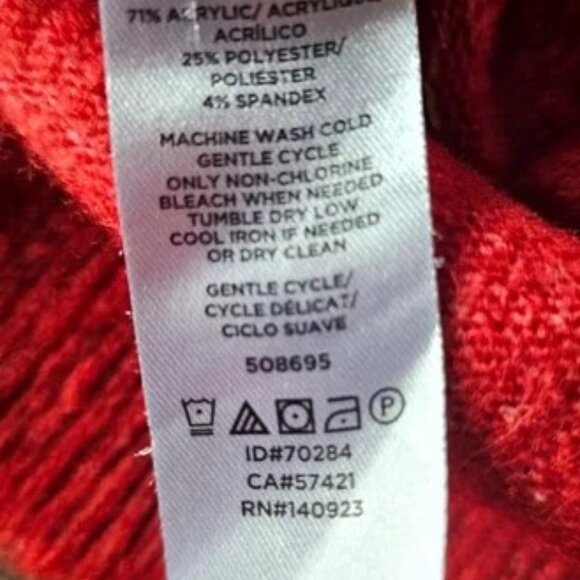 71% ACRYLIC/ ACRYLIQUE/
ACRÍLICO
25% POLYESTER/
POLIÉSTER
4% SPANDEX
MACHINE WASH COLD
GENTLE CYCLE
ONLY NON-CHLORINE
BLEACH WHEN NEEDED
TUMBLE DRY LOW
COOL IRON IF NEEDED
OR DRY CLEAN
GENTLE CYCLE/
CYCLE DÉLICAT/
CICLO SUAVE
508695
P
ID#70284
CA#57421
RN#140923